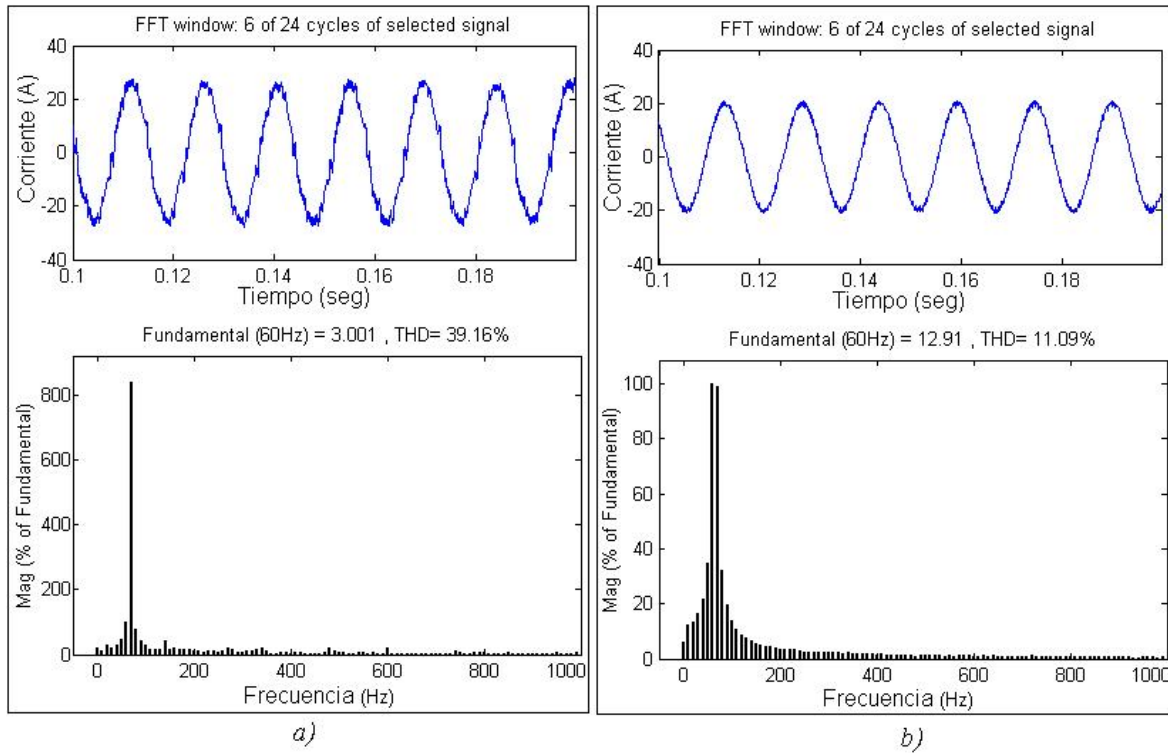 FFT window: 6 of 24 cycles of selected signal
40
20
0
-20
-40
Corriente (A)
0.1 0.12 0.14 0.16 0.18
Tiempo (seg)
Fundamental (60Hz) = 3.001 , THD= 39.16%
800
600
400
200
0
Mag (% of Fundamental)
0 200 400 600 800 1000
Frecuencia (Hz)
a)
FFT window: 6 of 24 cycles of selected signal
40
20
0
-20
-40
Corriente (A)
0.1 0.12 0.14 0.16 0.18
Tiempo (seg)
Fundamental (60Hz) = 12.91 , THD= 11.09%
100
80
60
40
20
0
Mag (% of Fundamental)
0 200 400 600 800 1000
Frecuencia (Hz)
b)